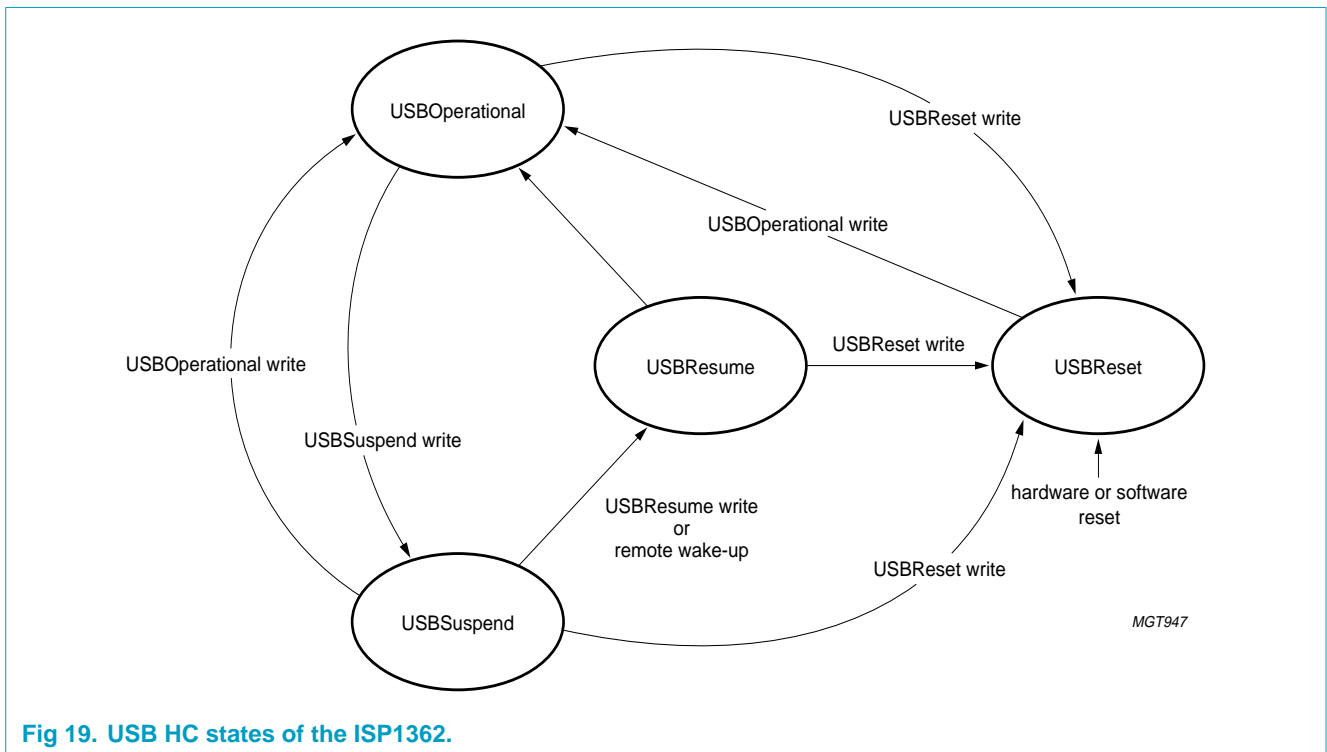 USBOperational
USBReset write
USBOperational write
USBResume
USBReset write
USBReset
USBOperational write
USBSuspend write
hardware or software
reset
USBResume write
or
remote wake-up
USBReset write
USBSuspend
MGT947
Fig 19. USB HC states of the ISP1362.